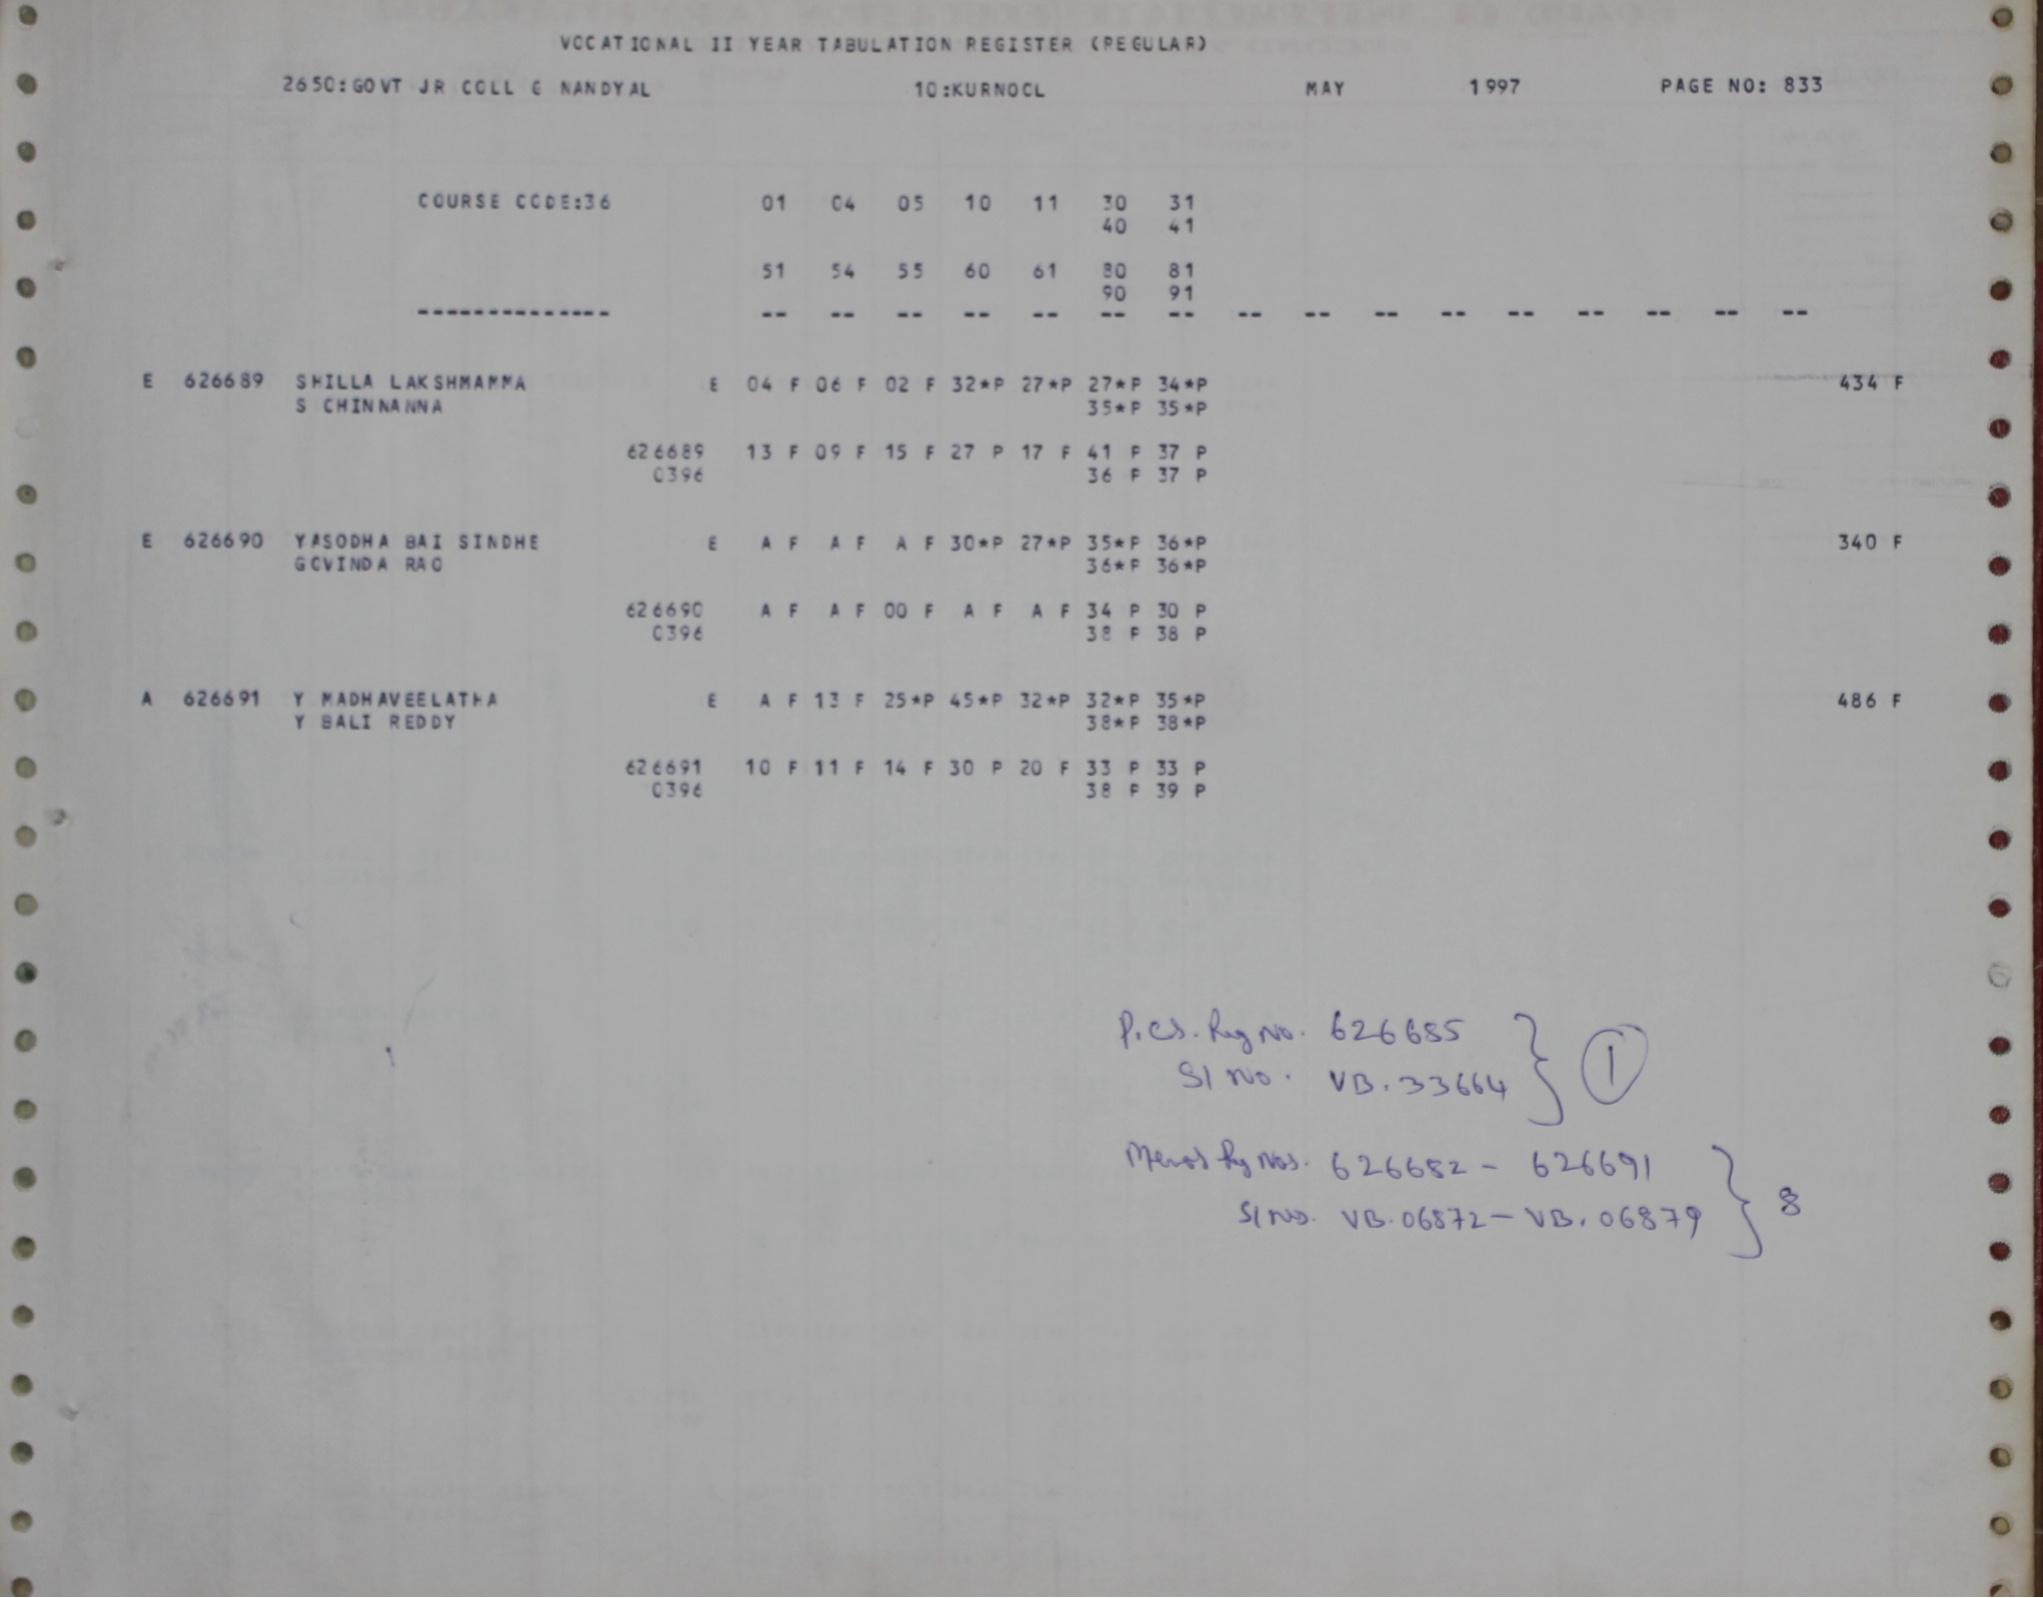 VOCATIONAL II YEAR TABULATION REGISTER (REGULAR)
2650:GOVT JR COLL G NANDYAL 10:KURNOOL MAY 1997 PAGE NO: 833
COURSE CODE:36 01 04 05 10 11 30 31
40 41
51 54 55 60 61 80 81
90 91
-------------- -- -- -- -- -- -- -- -- -- -- -- -- -- -- -- --
E 626689 SHILLA LAKSHMAMMA E 04 F 06 F 02 F 32*P 27*P 27*P 34*P 434 F
S CHINNANNA 35*P 35*P
626689 13 F 09 F 15 F 27 P 17 F 41 P 37 P
0396 36 P 37 P
E 626690 YASODHA BAI SINDHE E A F A F A F 30*P 27*P 35*P 36*P 340 F
GOVINDA RAO 36*P 36*P
626690 A F A F 00 F A F A F 34 P 30 P
0396 38 P 38 P
A 626691 Y MADHAVEELATHA E A F 13 F 25*P 45*P 32*P 32*P 35*P 486 F
Y BALI REDDY 38*P 38*P
626691 10 F 11 F 14 F 30 P 20 F 33 P 33 P
0396 38 P 39 P
P.Cs. Reg No. 626685 } 1
Sl No. VB.33664
Memos Reg Nos. 626682 - 626691 } 8
Sl Nos. VB.06872 - VB.06879